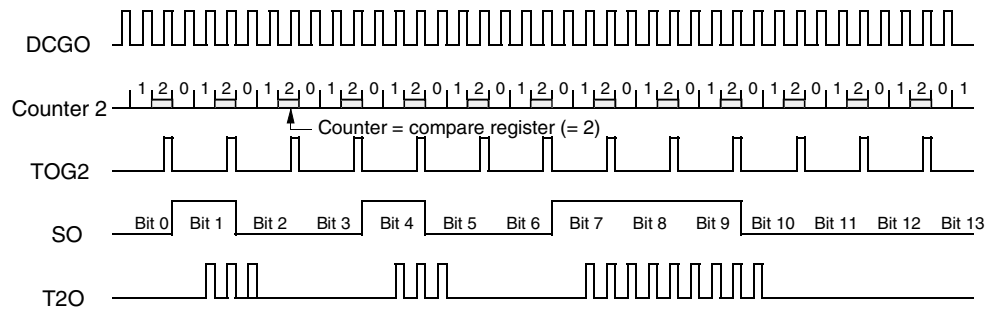 DCGO
Counter 2 1 2 0 1 2 0 1 2 0 1 2 0 1 2 0 1 2 0 1 2 0 1 2 0 1 2 0 1 2 0 1 2 0 1 2 0 1 2 0 1
Counter = compare register (= 2)
TOG2
SO Bit 0 Bit 1 Bit 2 Bit 3 Bit 4 Bit 5 Bit 6 Bit 7 Bit 8 Bit 9 Bit 10 Bit 11 Bit 12 Bit 13
T2O